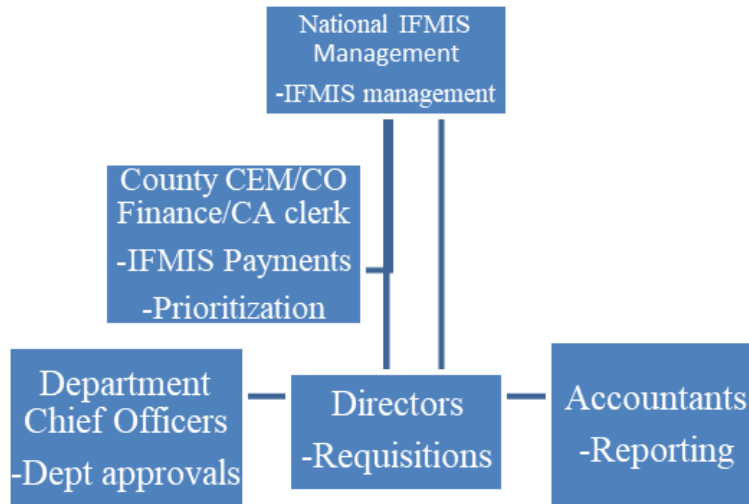 National IFMIS
Management
-IFMIS management
County CEM/CO
Finance/CA clerk
-IFMIS Payments
-Prioritization
Department
Chief Officers
-Dept approvals
Directors
-Requisitions
Accountants
-Reporting